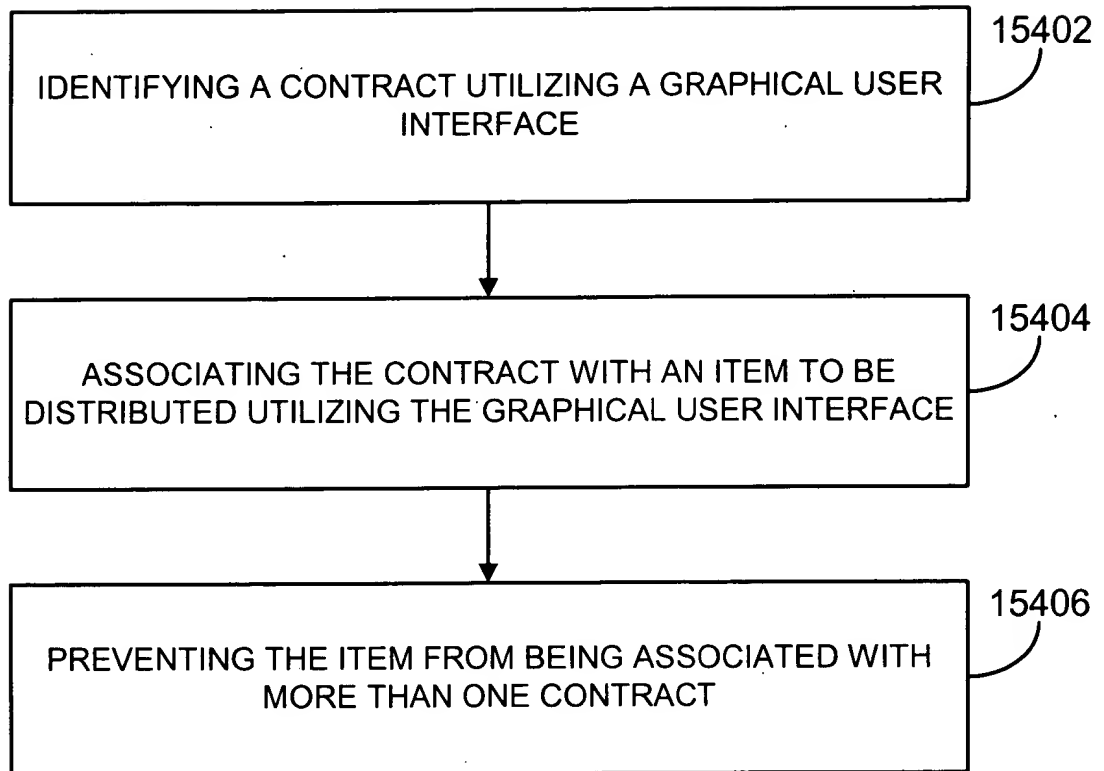 15402
IDENTIFYING A CONTRACT UTILIZING A GRAPHICAL USER
INTERFACE
15404
ASSOCIATING THE CONTRACT WITH AN ITEM TO BE
DISTRIBUTED UTILIZING THE GRAPHICAL USER INTERFACE
15406
PREVENTING THE ITEM FROM BEING ASSOCIATED WITH
MORE THAN ONE CONTRACT